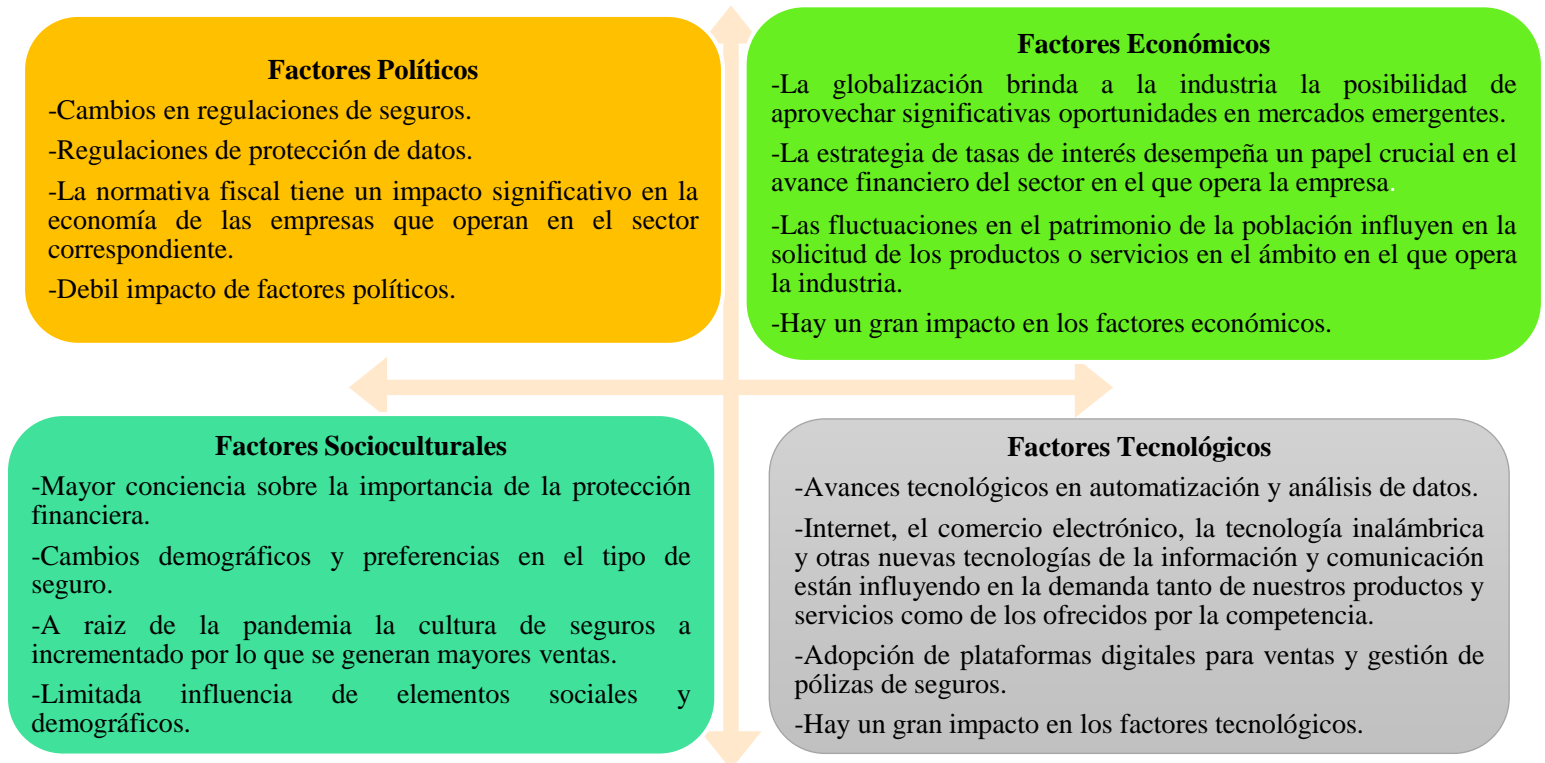 Factores Políticos
-Cambios en regulaciones de seguros.
-Regulaciones de protección de datos.
-La normativa fiscal tiene un impacto significativo en la
economía de las empresas que operan en el sector
correspondiente.
-Debil impacto de factores políticos.
Factores Económicos
-La globalización brinda a la industria la posibilidad de
aprovechar significativas oportunidades en mercados emergentes.
-La estrategia de tasas de interés desempeña un papel crucial en el
avance financiero del sector en el que opera la empresa.
-Las fluctuaciones en el patrimonio de la población influyen en la
solicitud de los productos o servicios en el ámbito en el que opera
la industria.
-Hay un gran impacto en los factores económicos.
Factores Socioculturales
-Mayor conciencia sobre la importancia de la protección
financiera.
-Cambios demográficos y preferencias en el tipo de
seguro.
-A raiz de la pandemia la cultura de seguros a
incrementado por lo que se generan mayores ventas.
-Limitada influencia de elementos sociales y
demográficos.
Factores Tecnológicos
-Avances tecnológicos en automatización y análisis de datos.
-Internet, el comercio electrónico, la tecnología inalámbrica
y otras nuevas tecnologías de la información y comunicación
están influyendo en la demanda tanto de nuestros productos y
servicios como de los ofrecidos por la competencia.
-Adopción de plataformas digitales para ventas y gestión de
pólizas de seguros.
-Hay un gran impacto en los factores tecnológicos.